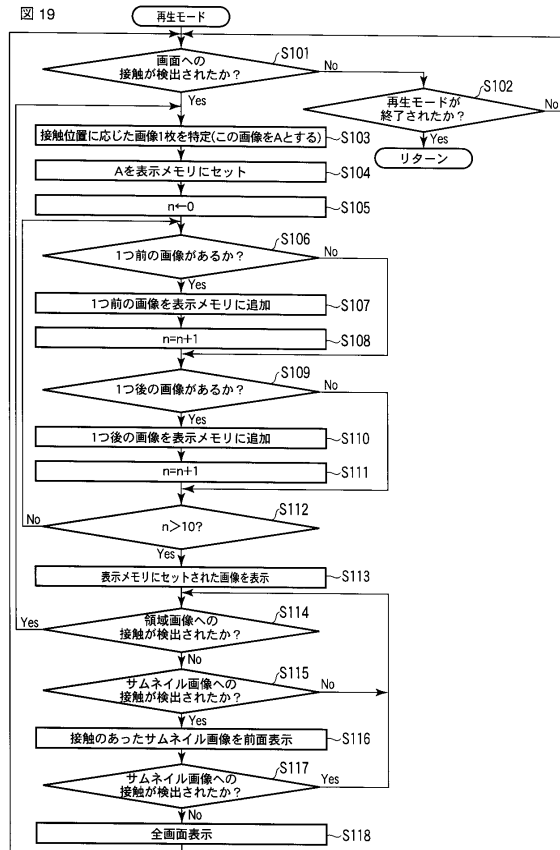 図 19
再生モード
画面への
接触が検出されたか?
S101
No
Yes
再生モードが
終了されたか?
S102
No
Yes
リターン
接触位置に応じた画像1枚を特定(この画像をAとする)
S103
Aを表示メモリにセット
S104
n←0
S105
1つ前の画像があるか?
S106
No
Yes
1つ前の画像を表示メモリに追加
S107
n=n+1
S108
1つ後の画像があるか?
S109
No
Yes
1つ後の画像を表示メモリに追加
S110
n=n+1
S111
n>10?
S112
No
Yes
表示メモリにセットされた画像を表示
S113
領域画像への
接触が検出されたか?
S114
Yes
No
サムネイル画像への
接触が検出されたか?
S115
No
Yes
接触のあったサムネイル画像を前面表示
S116
サムネイル画像への
接触が検出されたか?
S117
Yes
No
全画面表示
S118